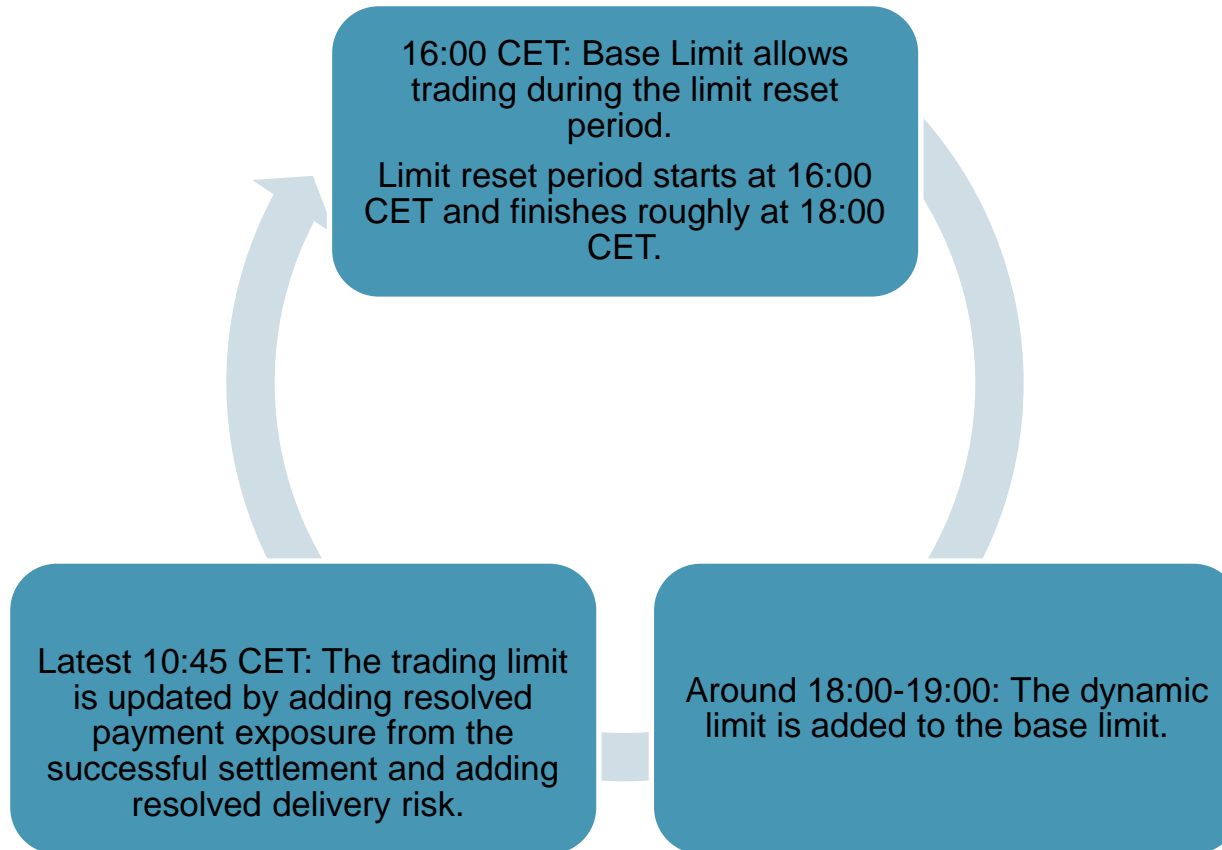 16:00 CET: Base Limit allows
trading during the limit reset
period.
Limit reset period starts at 16:00
CET and finishes roughly at 18:00
CET.
Around 18:00-19:00: The dynamic
limit is added to the base limit.
Latest 10:45 CET: The trading limit
is updated by adding resolved
payment exposure from the
successful settlement and adding
resolved delivery risk.